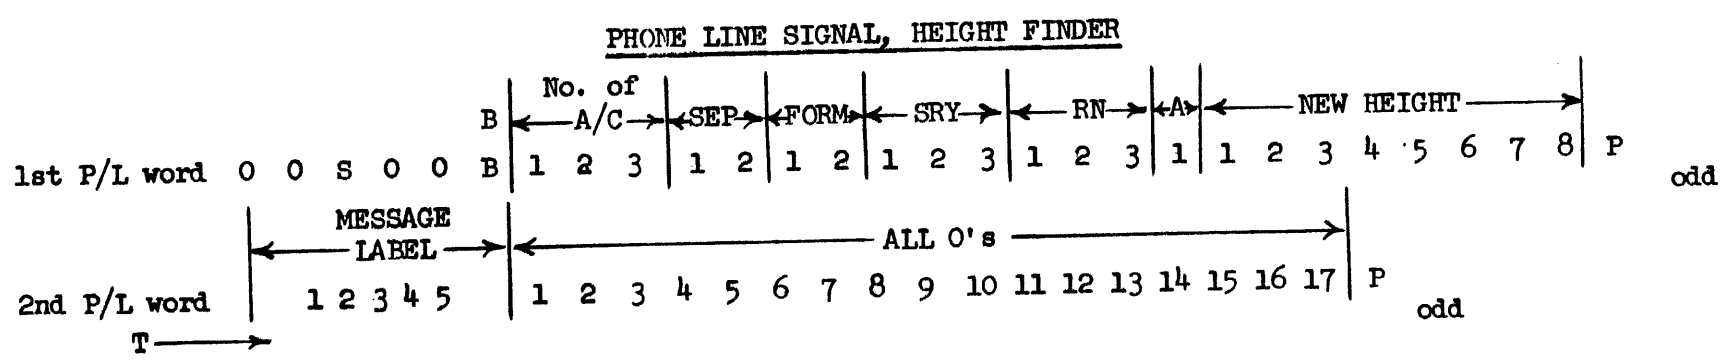 PHONE LINE SIGNAL, HEIGHT FINDER
No. of
B A/C SEP FORM SRY RN A NEW HEIGHT
1st P/L word 0 0 S 0 0 B 1 2 3 1 2 1 2 1 2 3 1 2 3 1 1 2 3 4 5 6 7 8 P odd
MESSAGE
LABEL ALL O's
2nd P/L word 1 2 3 4 5 1 2 3 4 5 6 7 8 9 10 11 12 13 14 15 16 17 P odd
T